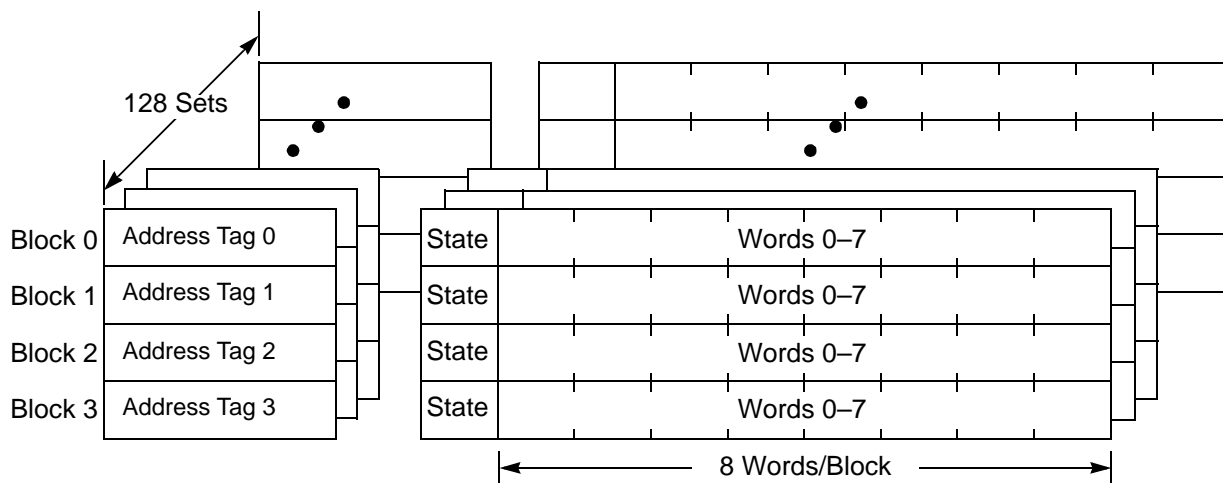 128 Sets
Block 0 Address Tag 0 State Words 0–7
Block 1 Address Tag 1 State Words 0–7
Block 2 Address Tag 2 State Words 0–7
Block 3 Address Tag 3 State Words 0–7
8 Words/Block